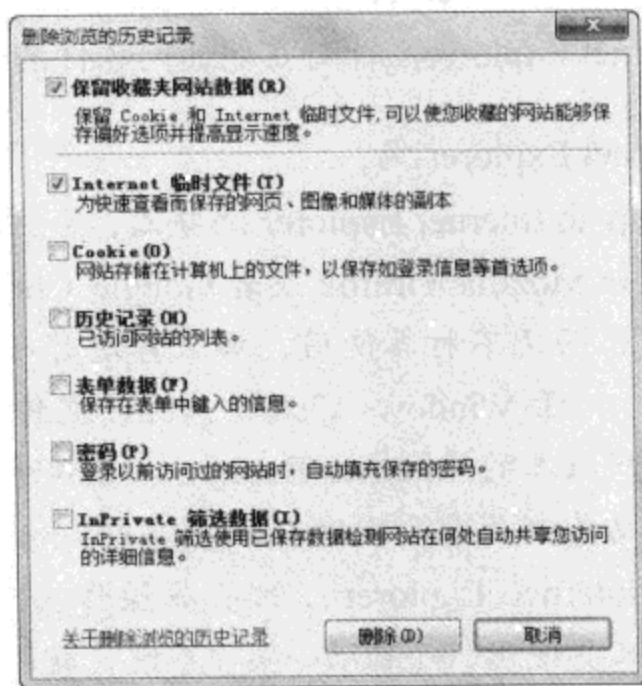 删除浏览的历史记录
保留收藏夹网站数据(R)
保留 Cookie 和 Internet 临时文件,可以使您收藏的网站能够保
存偏好选项并提高显示速度。
Internet 临时文件(T)
为快速查看而保存的网页、图像和媒体的副本
Cookie(O)
网站存储在计算机上的文件，以保存如登录信息等首选项。
历史记录(H)
已访问网站的列表。
表单数据(F)
保存在表单中键入的信息。
密码(P)
登录以前访问过的网站时，自动填充保存的密码。
InPrivate 筛选数据(I)
InPrivate 筛选使用已保存数据检测网站在何处自动共享您访问
的详细信息。
关于删除浏览的历史记录 删除(D) 取消